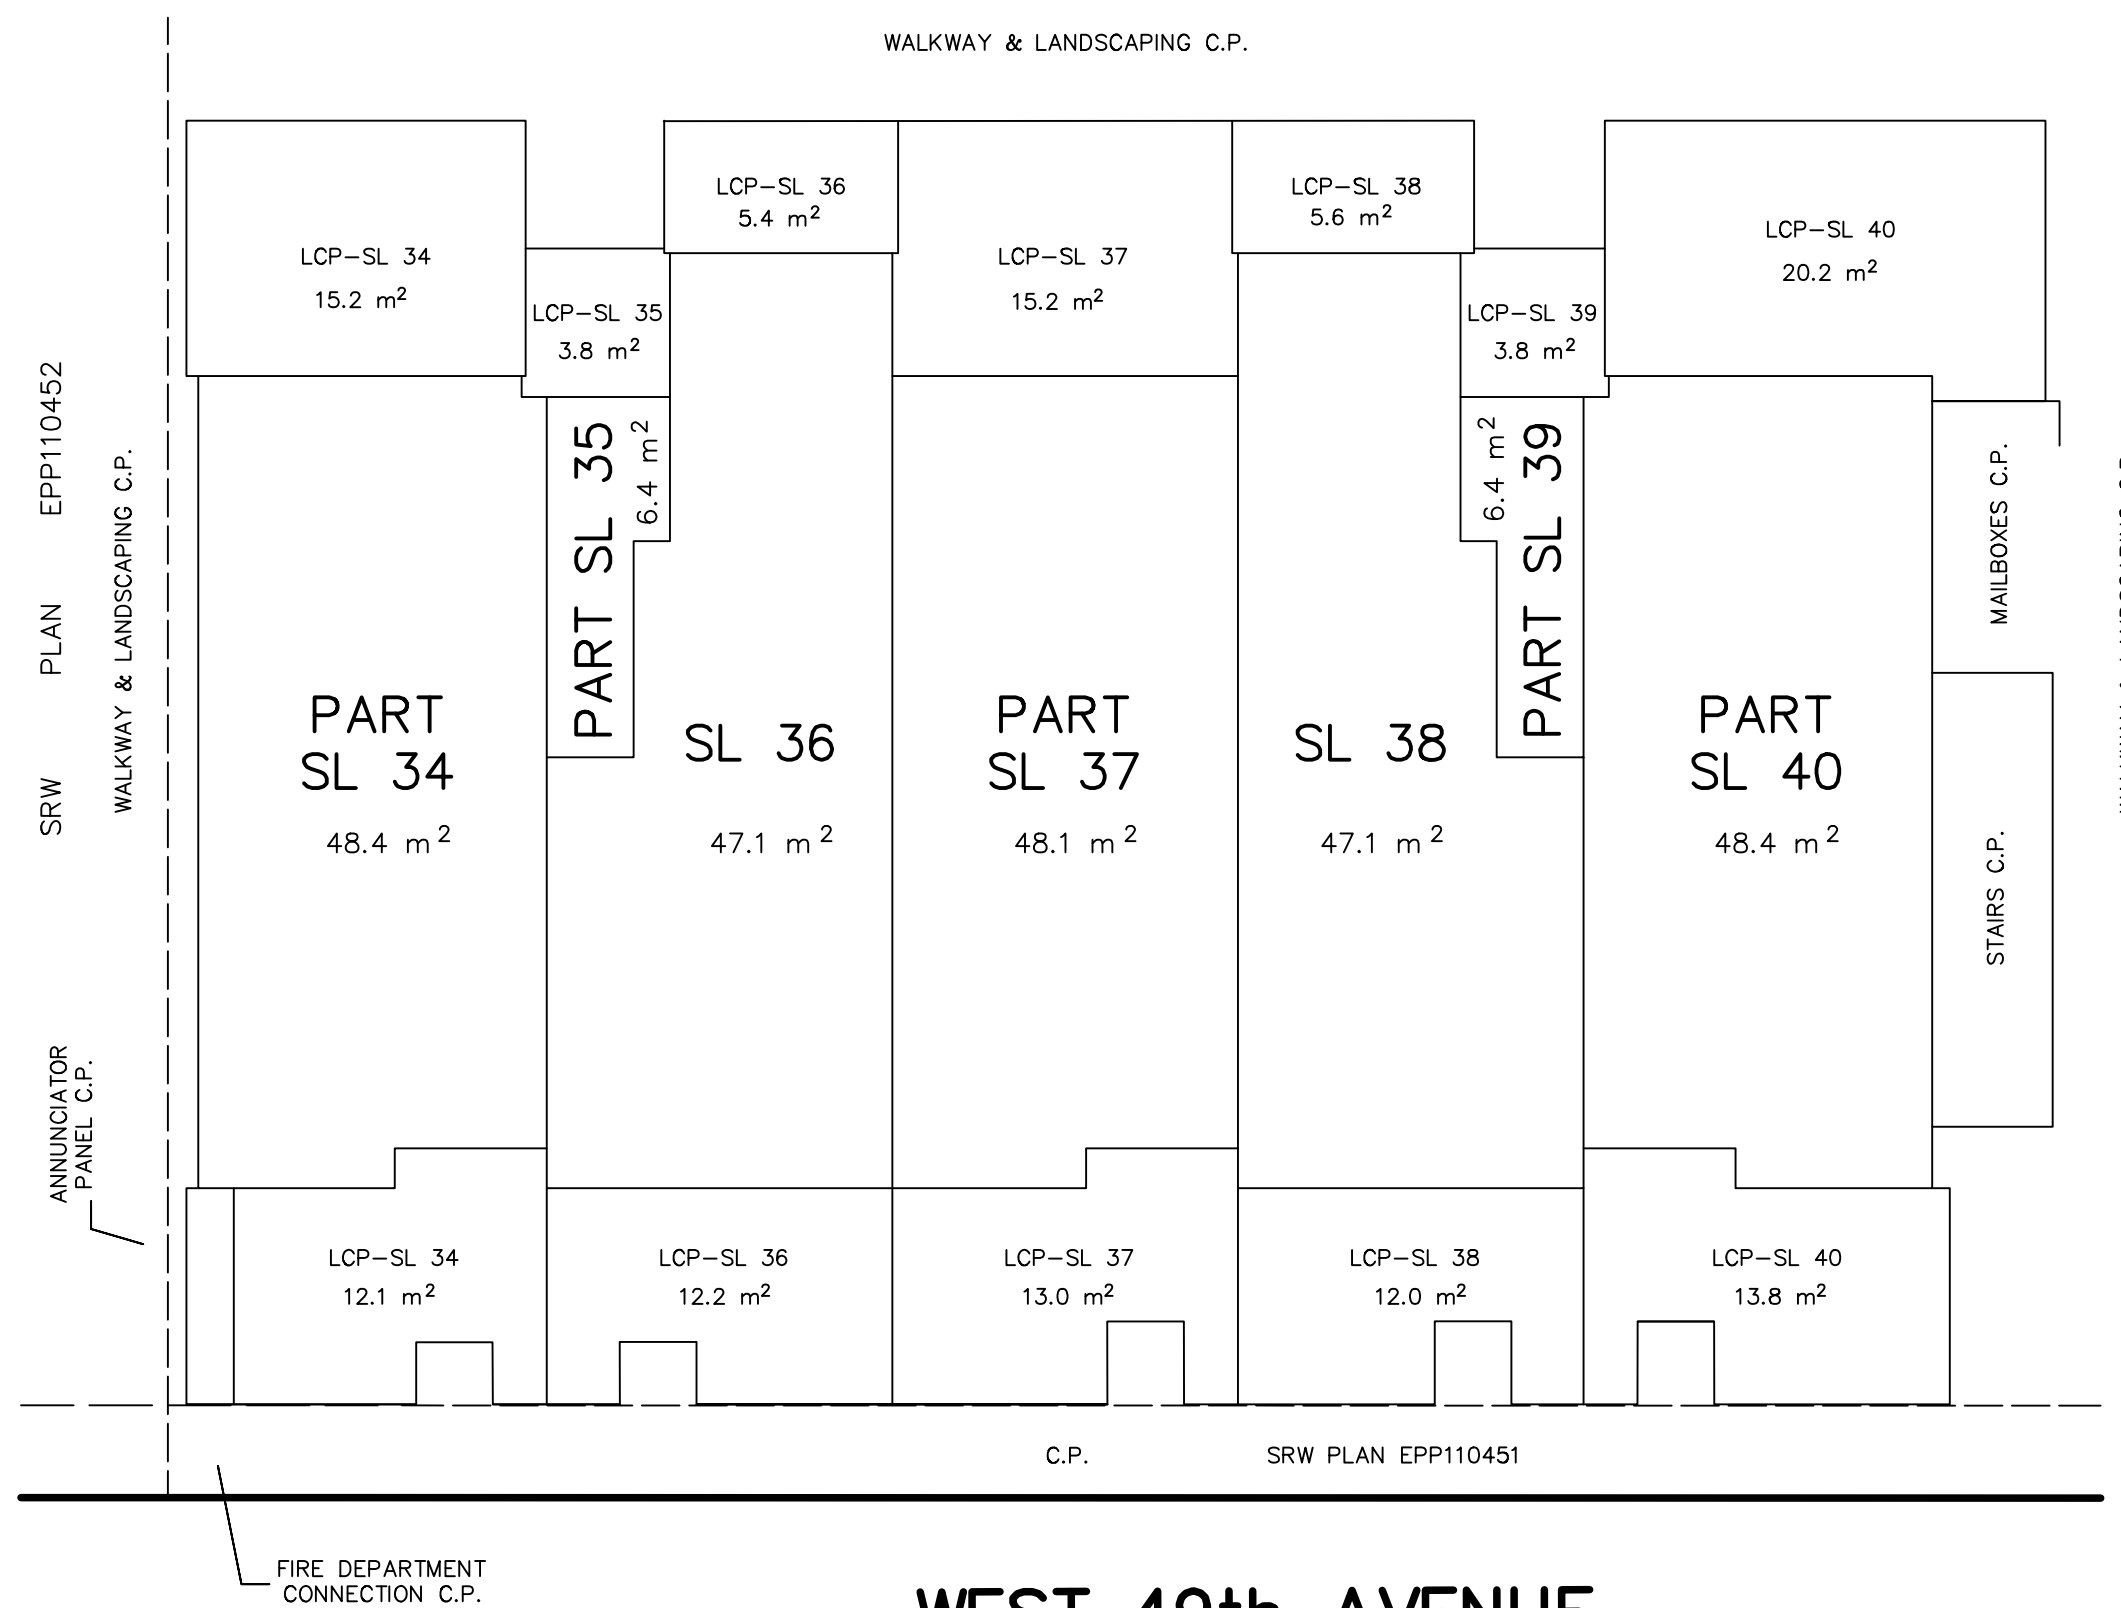 WALKWAY & LANDSCAPING C.P.
LCP-SL 34
15.2 m²
LCP-SL 35
3.8 m²
LCP-SL 36
5.4 m²
LCP-SL 37
15.2 m²
LCP-SL 38
5.6 m²
LCP-SL 39
3.8 m²
LCP-SL 40
20.2 m²
SRW PLAN EPP110452
WALKWAY & LANDSCAPING C.P.
PART
SL 34
48.4 m²
PART SL 35
6.4 m²
SL 36
47.1 m²
PART
SL 37
48.1 m²
SL 38
47.1 m²
6.4 m²
PART SL 39
PART
SL 40
48.4 m²
MAILBOXES C.P.
STAIRS C.P.
ANNUNCIATOR
PANEL C.P.
LCP-SL 34
12.1 m²
LCP-SL 36
12.2 m²
LCP-SL 37
13.0 m²
LCP-SL 38
12.0 m²
LCP-SL 40
13.8 m²
C.P.
SRW PLAN EPP110451
FIRE DEPARTMENT
CONNECTION C.P.
WEST 49th AVENUE